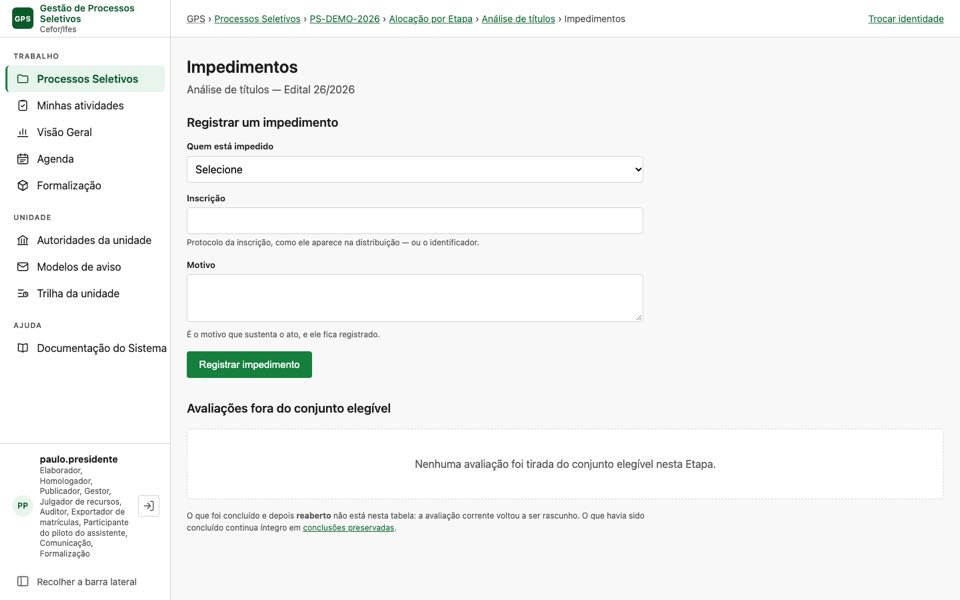 GPS
Gestão de Processos
Seletivos
Cefor/Ifes
GPS › Processos Seletivos › PS-DEMO-2026 › Alocação por Etapa › Análise de títulos › Impedimentos
Trocar identidade
TRABALHO
Processos Seletivos
Minhas atividades
Visão Geral
Agenda
Formalização
UNIDADE
Autoridades da unidade
Modelos de aviso
Trilha da unidade
AJUDA
Documentação do Sistema
PP
paulo.presidente
Elaborador,
Homologador,
Publicador, Gestor,
Julgador de recursos,
Auditor, Exportador de
matrículas, Participante
do piloto do assistente,
Comunicação,
Formalização
Recolher a barra lateral
Impedimentos
Análise de títulos — Edital 26/2026
Registrar um impedimento
Quem está impedido
Selecione
Inscrição
Protocolo da inscrição, como ele aparece na distribuição — ou o identificador.
Motivo
É o motivo que sustenta o ato, e ele fica registrado.
Registrar impedimento
Avaliações fora do conjunto elegível
Nenhuma avaliação foi tirada do conjunto elegível nesta Etapa.
O que foi concluído e depois reaberto não está nesta tabela: a avaliação corrente voltou a ser rascunho. O que havia sido
concluído continua íntegro em conclusões preservadas.